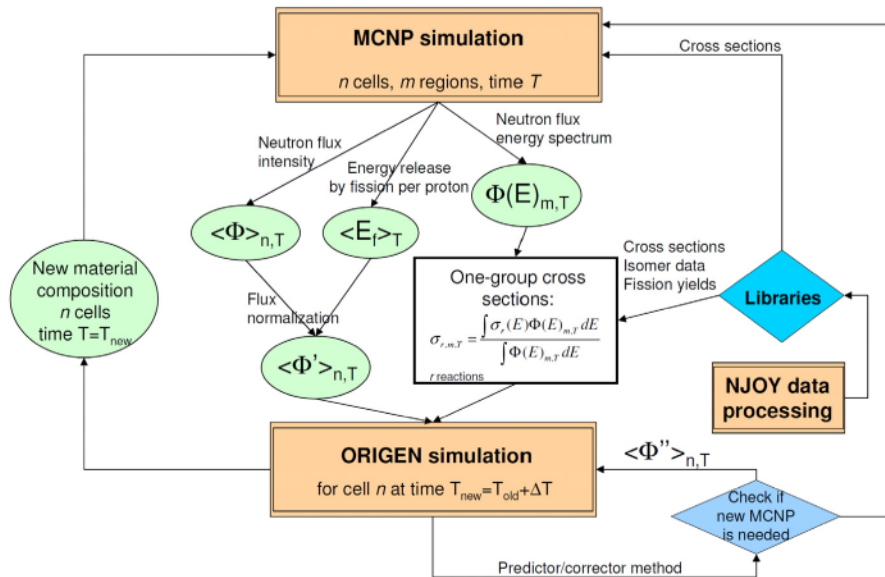 MCNP simulation
n cells, m regions, time T
Cross sections
Neutron flux
intensity
Energy release
by fission per proton
Neutron flux
energy spectrum
<Φ>n,T
<Ef>T
Φ(E)m,T
New material
composition
n cells
time T=Tnew
Flux
normalization
<Φ'>n,T
One-group cross
sections:
σr,m,T = ∫σr(E)Φ(E)m,T dE / ∫Φ(E)m,T dE
r reactions
Cross sections
Isomer data
Fission yields
Libraries
NJOY data
processing
ORIGEN simulation
for cell n at time Tnew=Told+ΔT
<Φ''>n,T
Check if
new MCNP
is needed
Predictor/corrector method